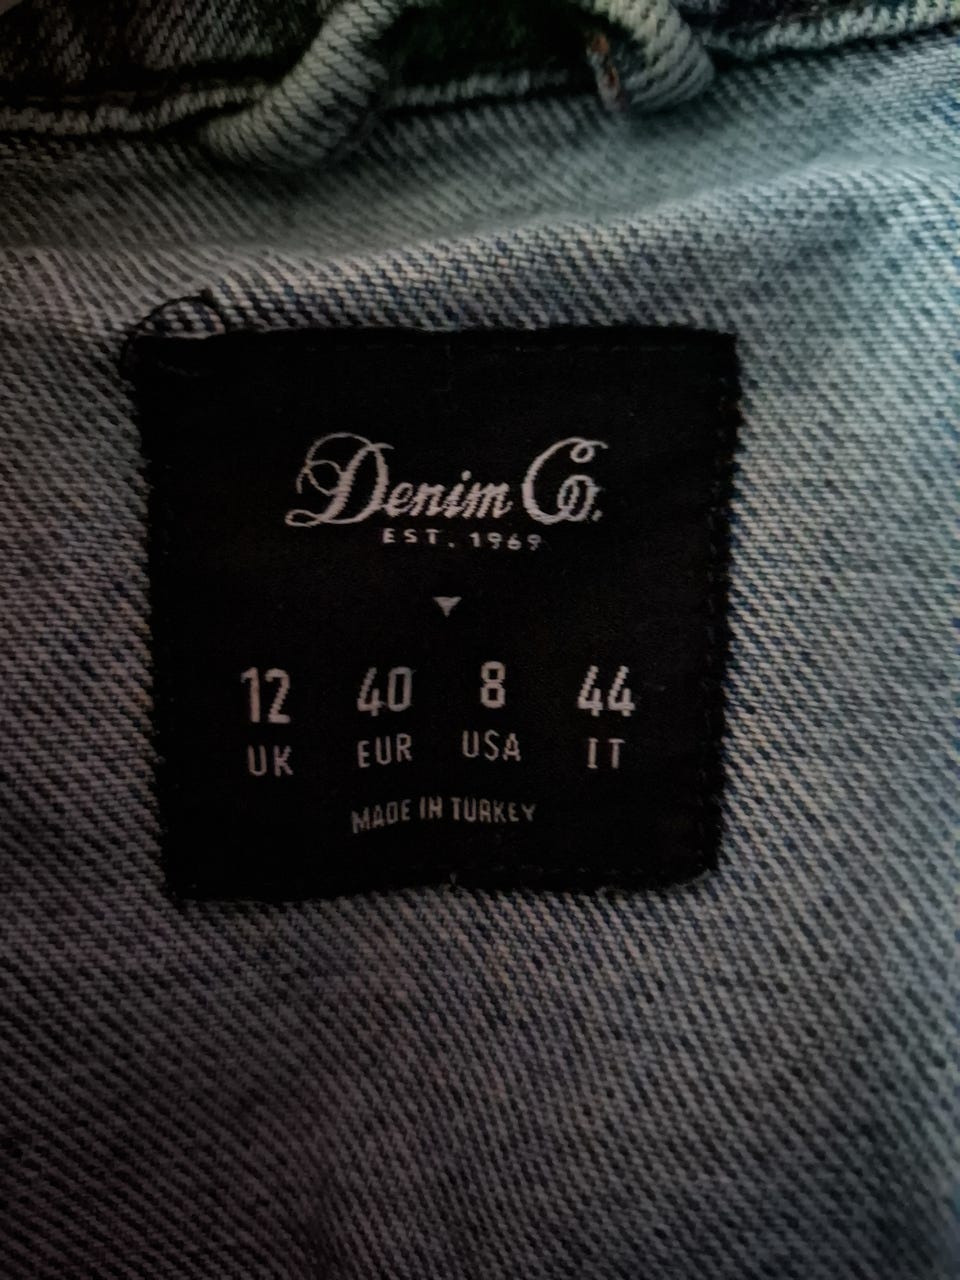 Denim Co.
EST. 1969
12 40 8 44
UK EUR USA IT
MADE IN TURKEY